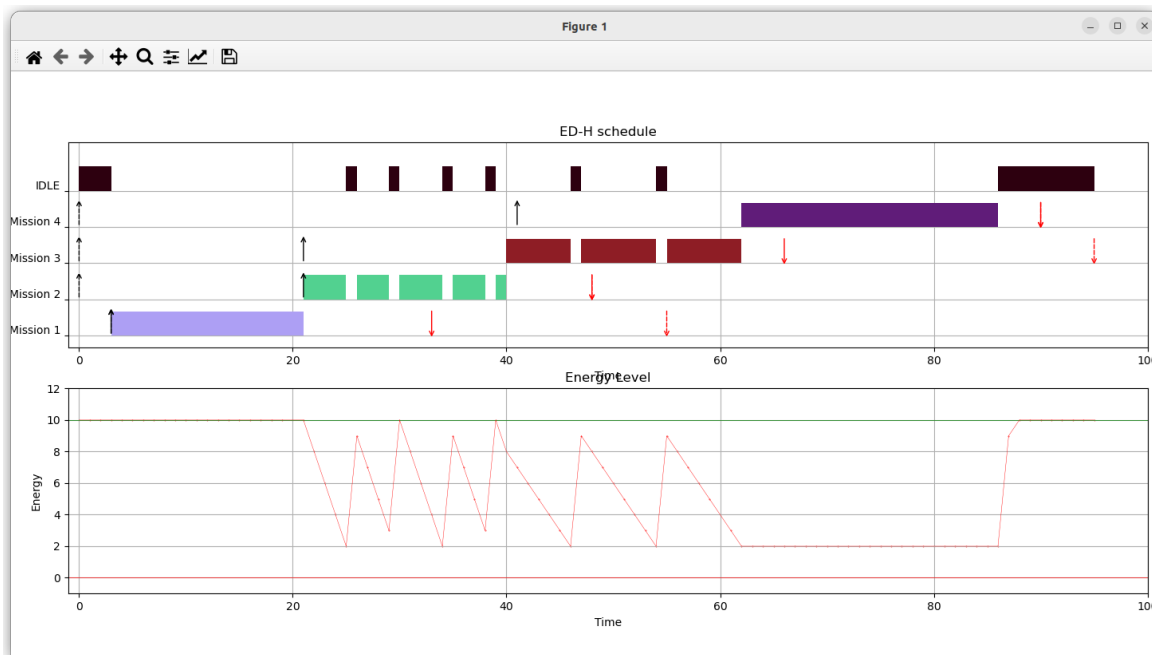 Figure 1
ED-H schedule
IDLE
Mission 4
Mission 3
Mission 2
Mission 1
0 20 40 60 80 100
Time
Energy Level
12
10
8
6
4
2
0
Energy
0 20 40 60 80 100
Time